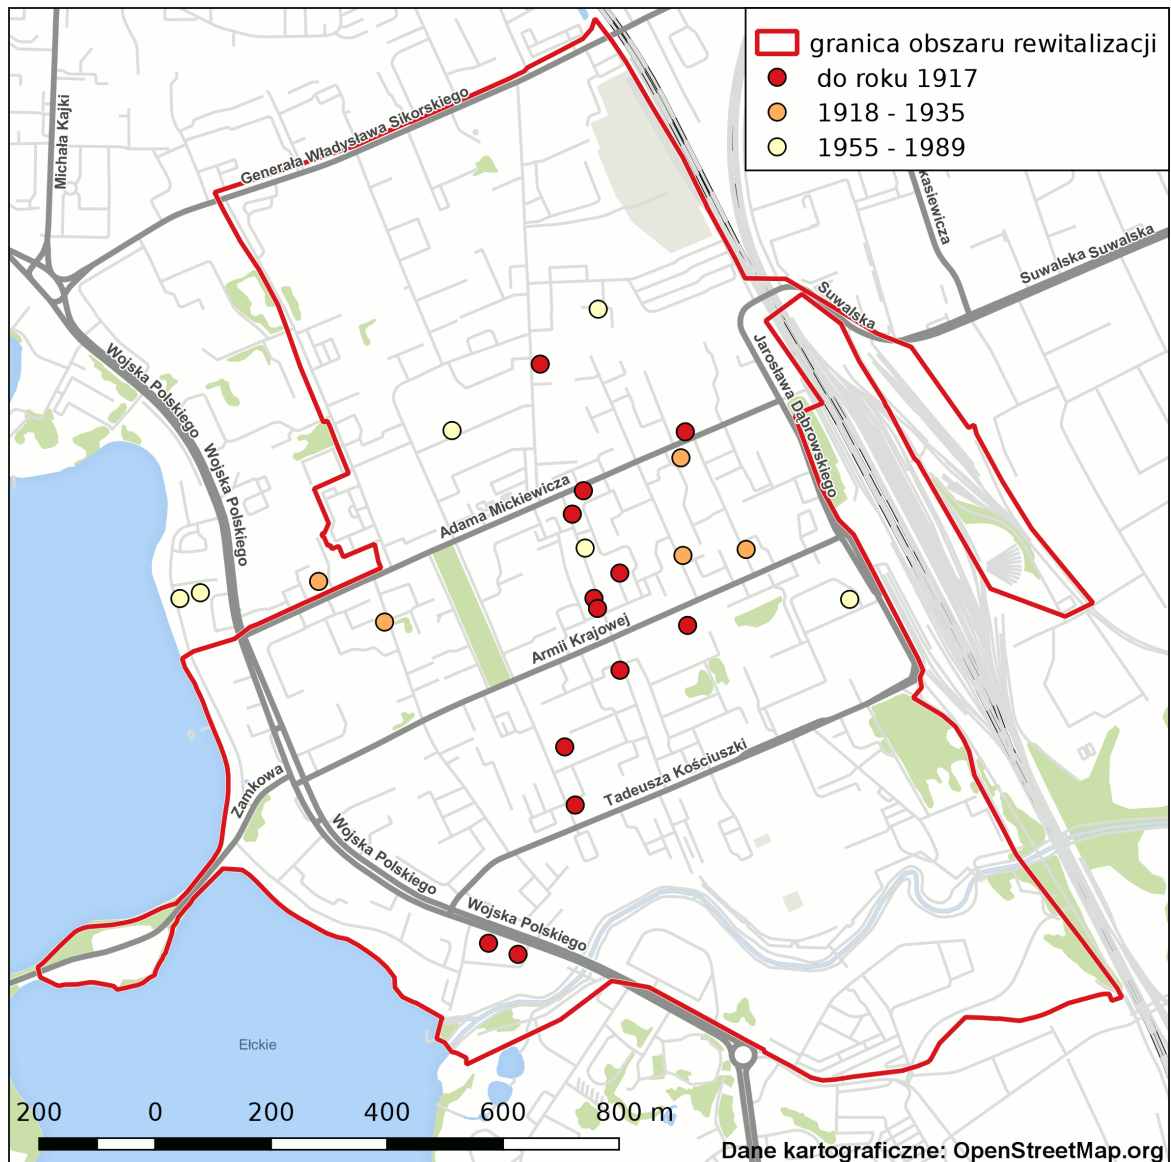 granica obszaru rewitalizacji
do roku 1917
1918 - 1935
1955 - 1989
Michała Kajki
Generała Władysława Sikorskiego
kasiewicza
Suwalska Suwalska
Suwalska
Wojska Polskiego
Jarosława Dąbrowskiego
Wojska Polskiego
Adama Mickiewicza
Armii Krajowej
Tadeusza Kościuszki
Zamkowa
Wojska Polskiego
Wojska Polskiego
Ełckie
200 0 200 400 600 800 m
Dane kartograficzne: OpenStreetMap.org